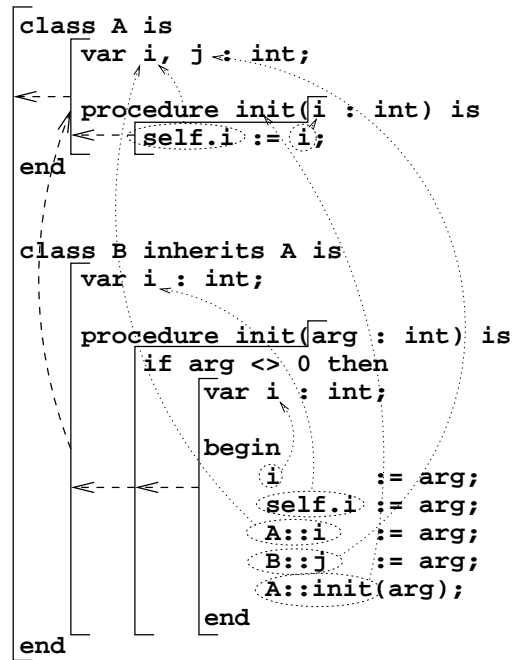 class A is
var i, j : int;
procedure init(i : int) is
self.i := i;
end
class B inherits A is
var i : int;
procedure init(arg : int) is
if arg <> 0 then
var i : int;
begin
i := arg;
self.i := arg;
A::i := arg;
B::j := arg;
A::init(arg);
end
end